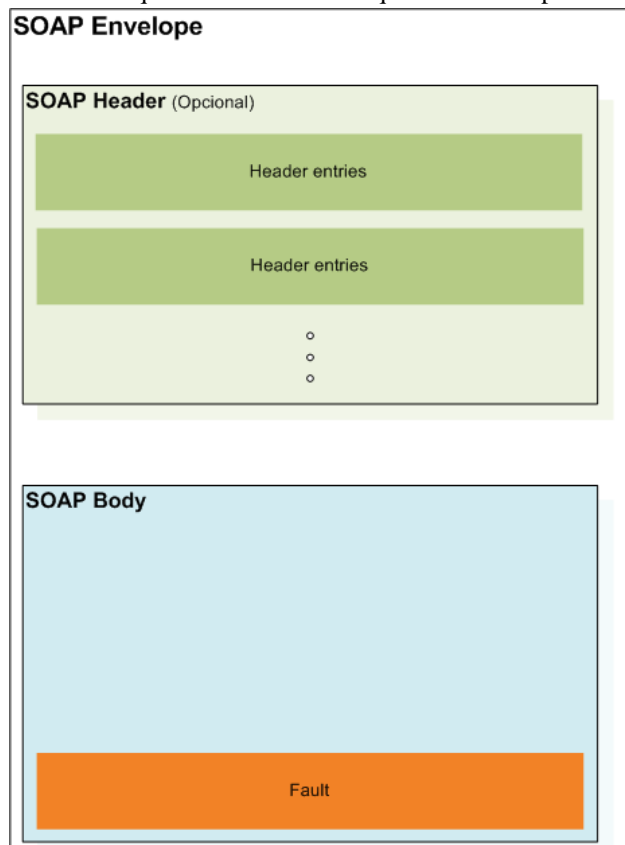 SOAP Envelope
SOAP Header (Opcional)
Header entries
Header entries
SOAP Body
Fault